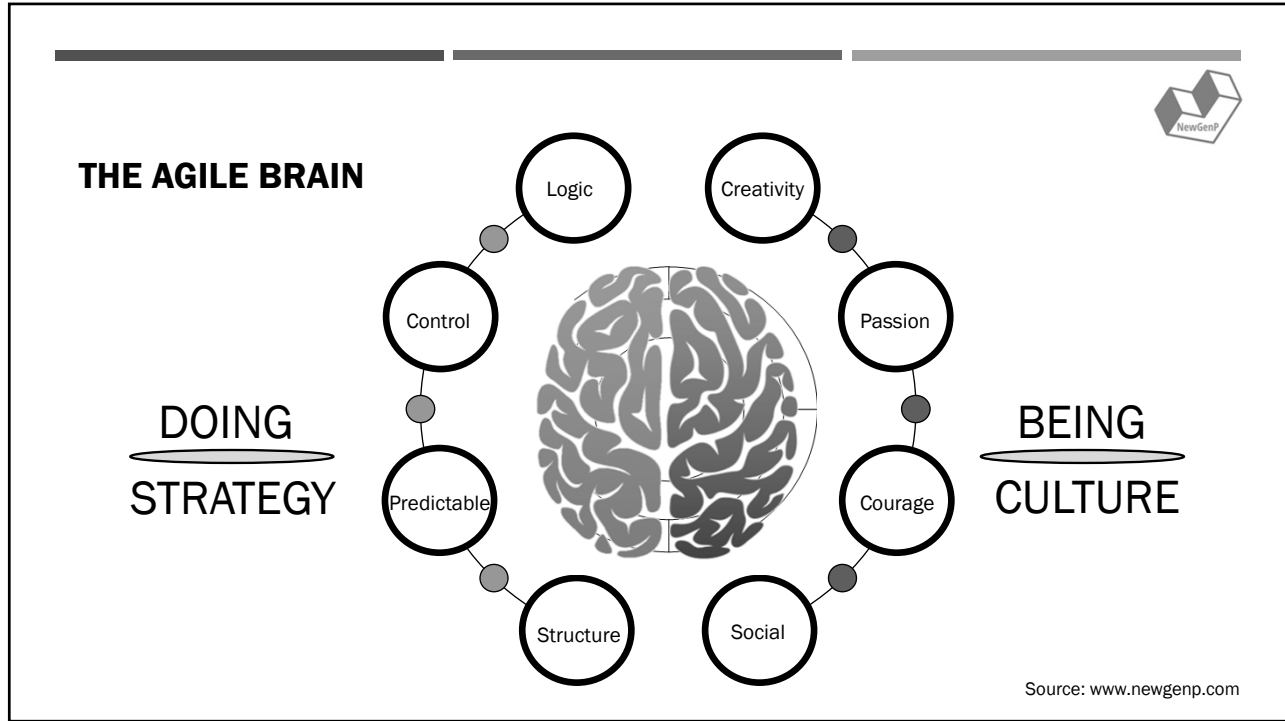 NewGenP
THE AGILE BRAIN
Logic
Creativity
Control
Passion
DOING
STRATEGY
BEING
CULTURE
Predictable
Courage
Structure
Social
Source: www.newgenp.com